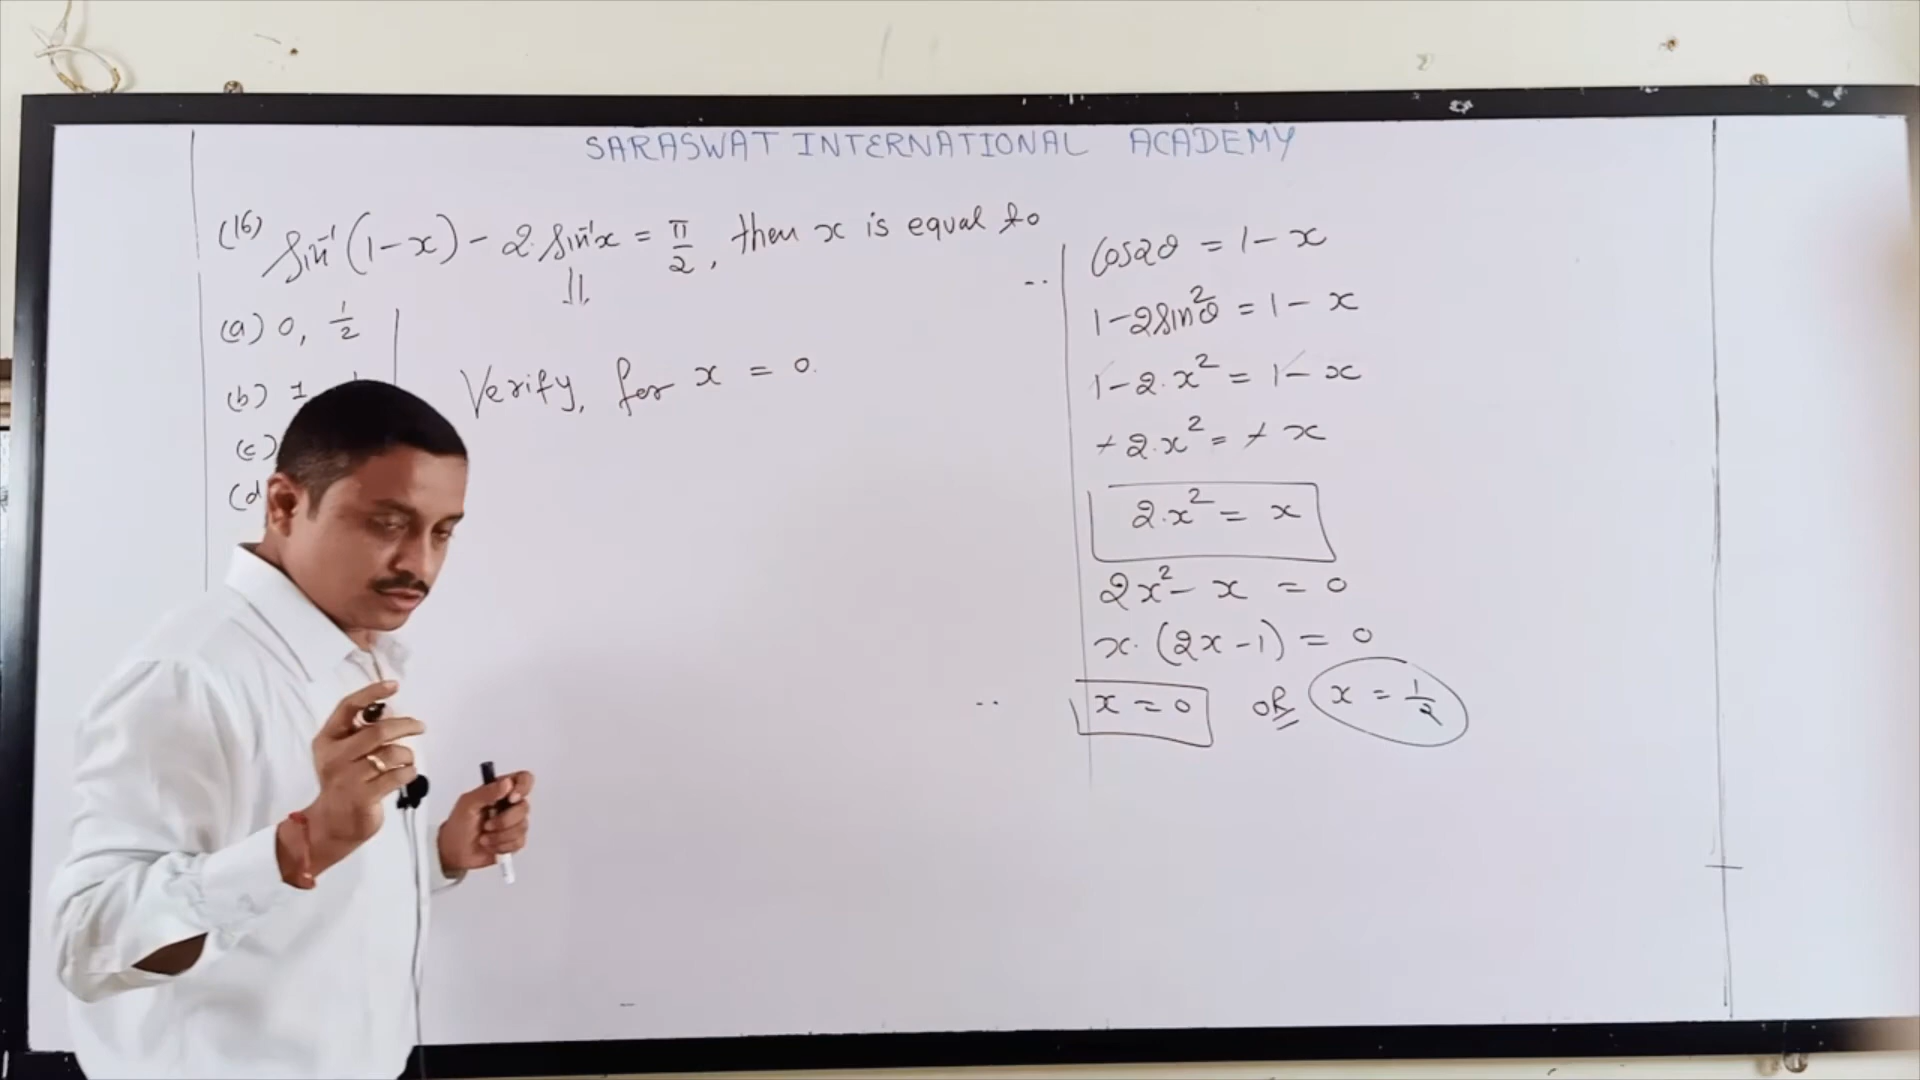 SARASWAT INTERNATIONAL ACADEMY
(16) sin⁻¹(1-x) - 2.sin⁻¹x = π/2, then x is equal to
(a) 0, 1/2
(b) 1
(c)
(d
Verify, for x = 0.
.. cos2θ = 1-x
1-2sin²θ = 1-x
1-2.x² = 1-x
-2.x² = -x
2.x² = x
2x²-x = 0
x.(2x-1) = 0
.. x = 0 or x = 1/2